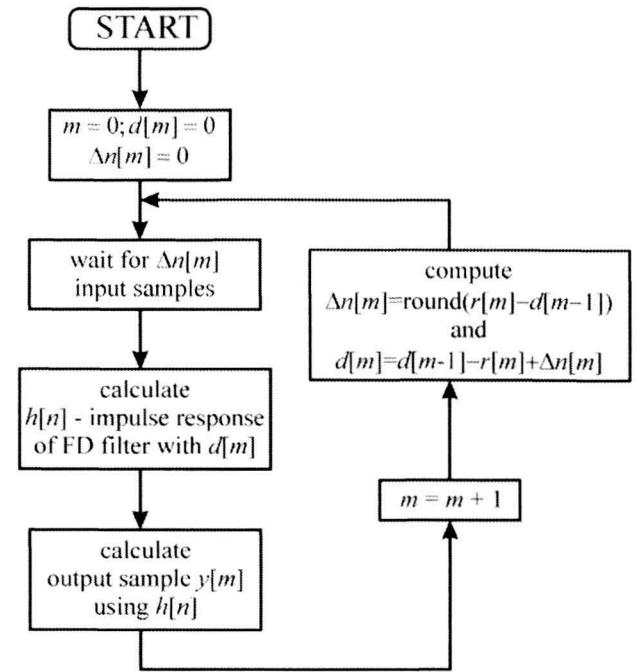 START
m = 0; d[m] = 0
Δn[m] = 0
wait for Δn[m]
input samples
calculate
h[n] - impulse response
of FD filter with d[m]
calculate
output sample y[m]
using h[n]
m = m + 1
compute
Δn[m]=round(r[m]−d[m−1])
and
d[m]=d[m-1]−r[m]+Δn[m]